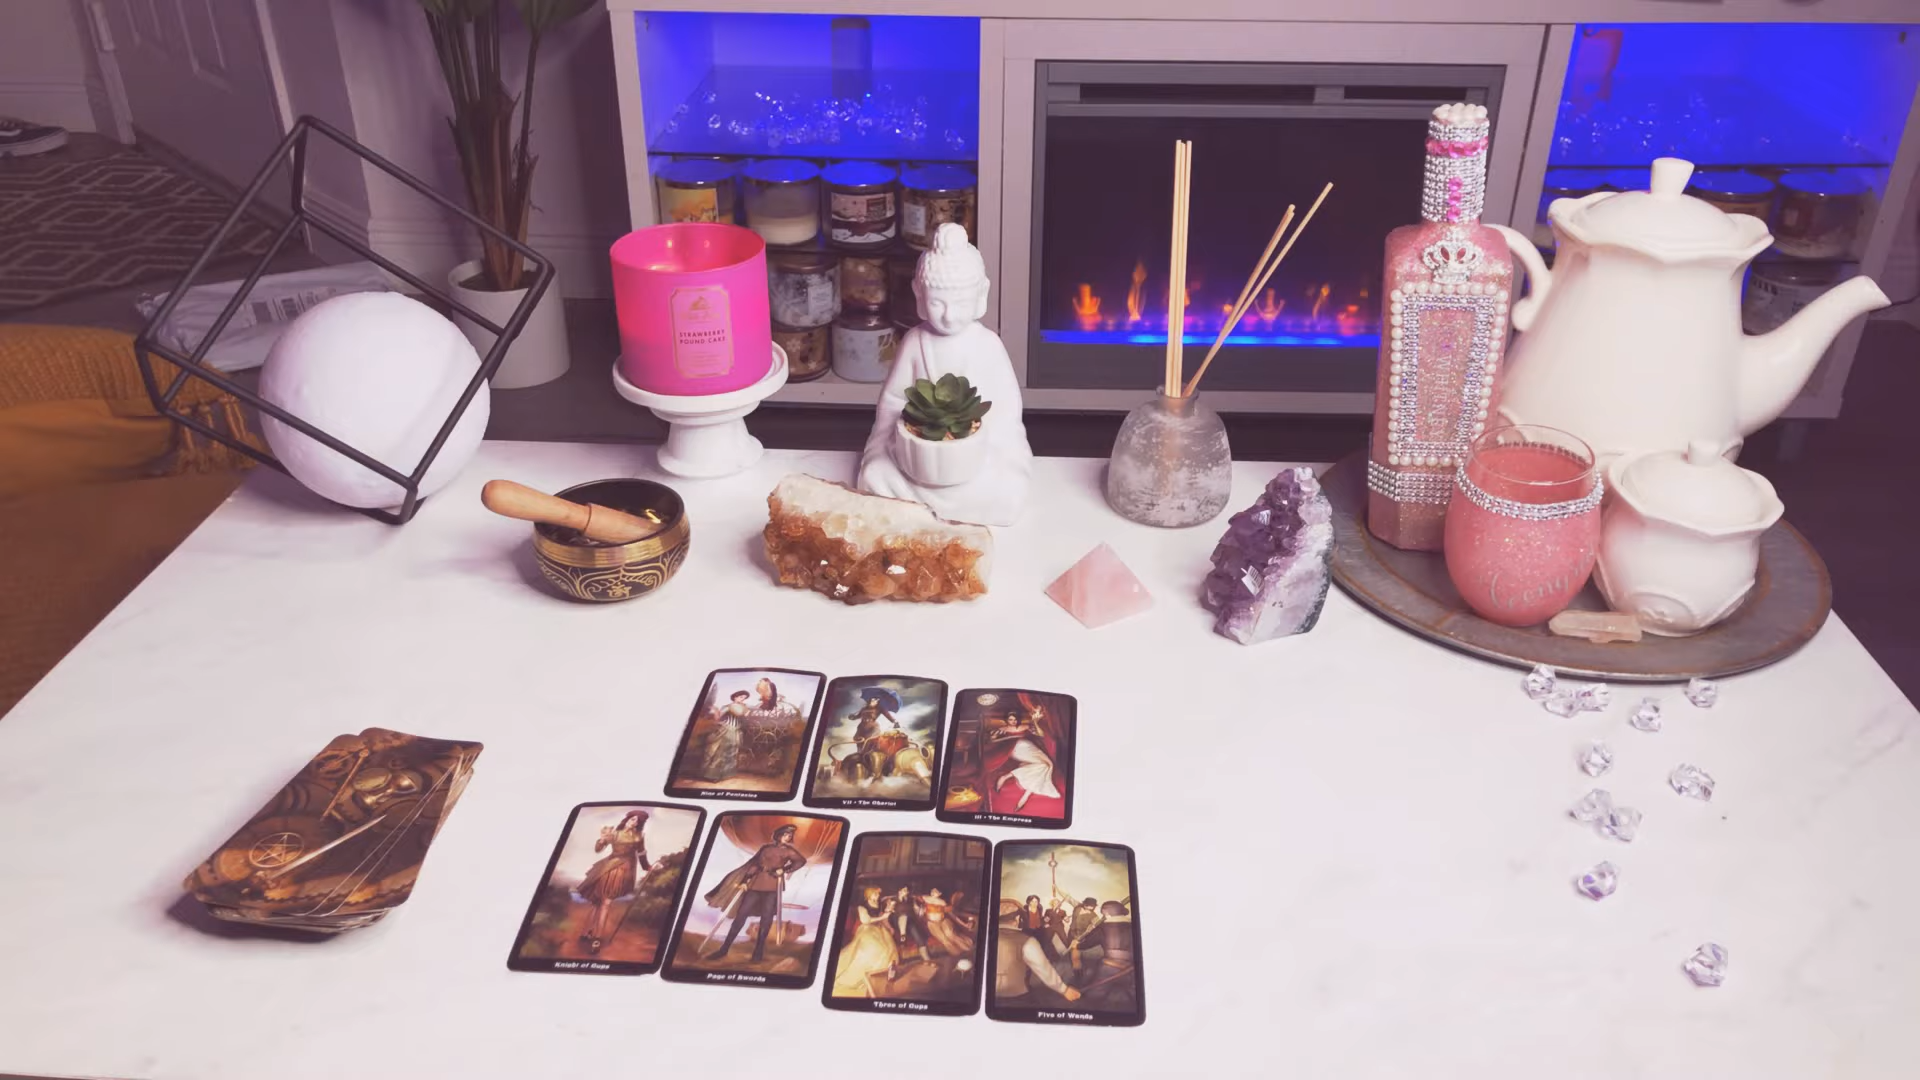 STRAWBERRY
POUND CAKE
Nine of Pentacles
VII • The Chariot
III • The Empress
Knight of Cups
Page of Swords
Three of Cups
Five of Wands